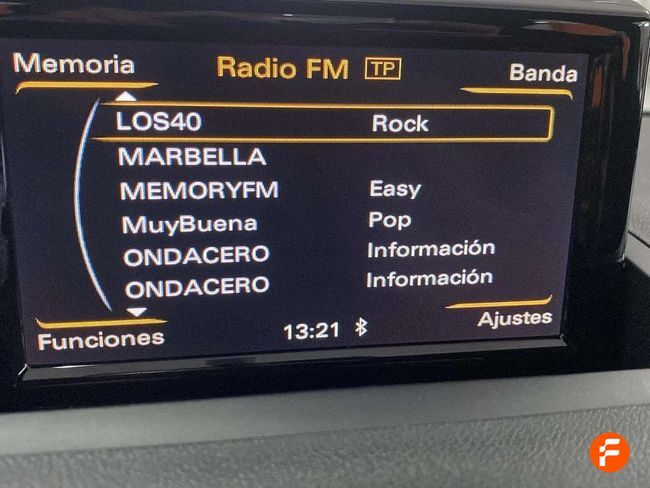 Memoria Radio FM TP Banda
LOS40 Rock
MARBELLA
MEMORYFM Easy
MuyBuena Pop
ONDACERO Información
ONDACERO Información
Funciones 13:21 Ajustes